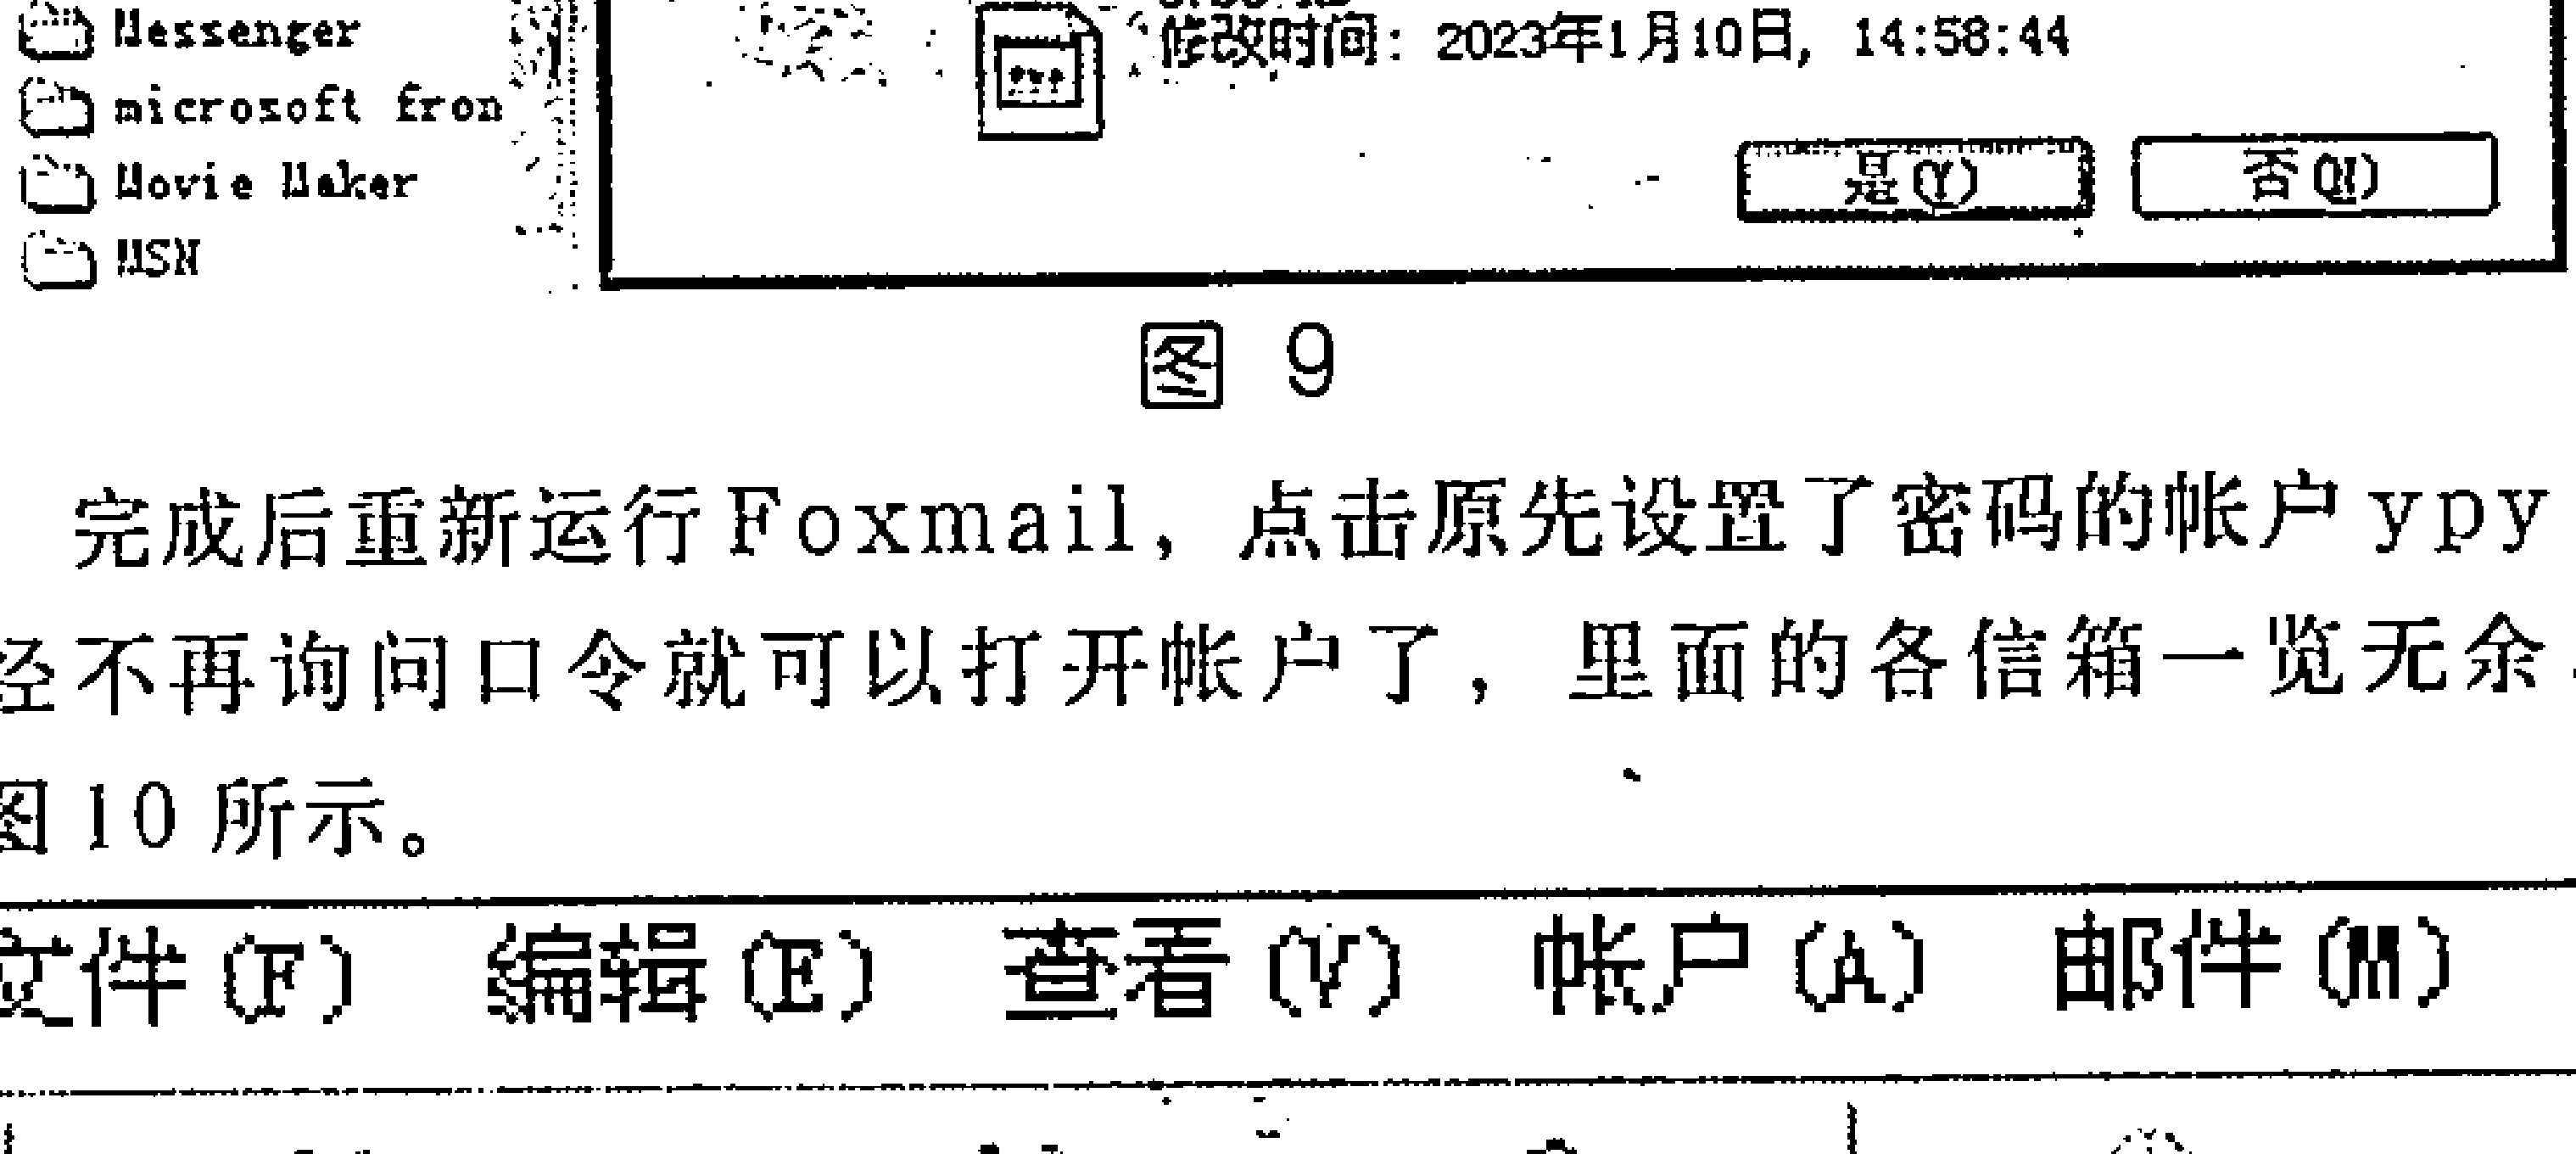 Messenger
microsoft fron
Movie Maker
MSN
修改时间: 2023年1月10日, 14:58:44
是(Y)
否(N)
图 9
完成后重新运行Foxmail, 点击原先设置了密码的帐户ypy
经不再询问口令就可以打开帐户了, 里面的各信箱一览无余
图10所示。
文件(F) 编辑(E) 查看(V) 帐户(A) 邮件(M)